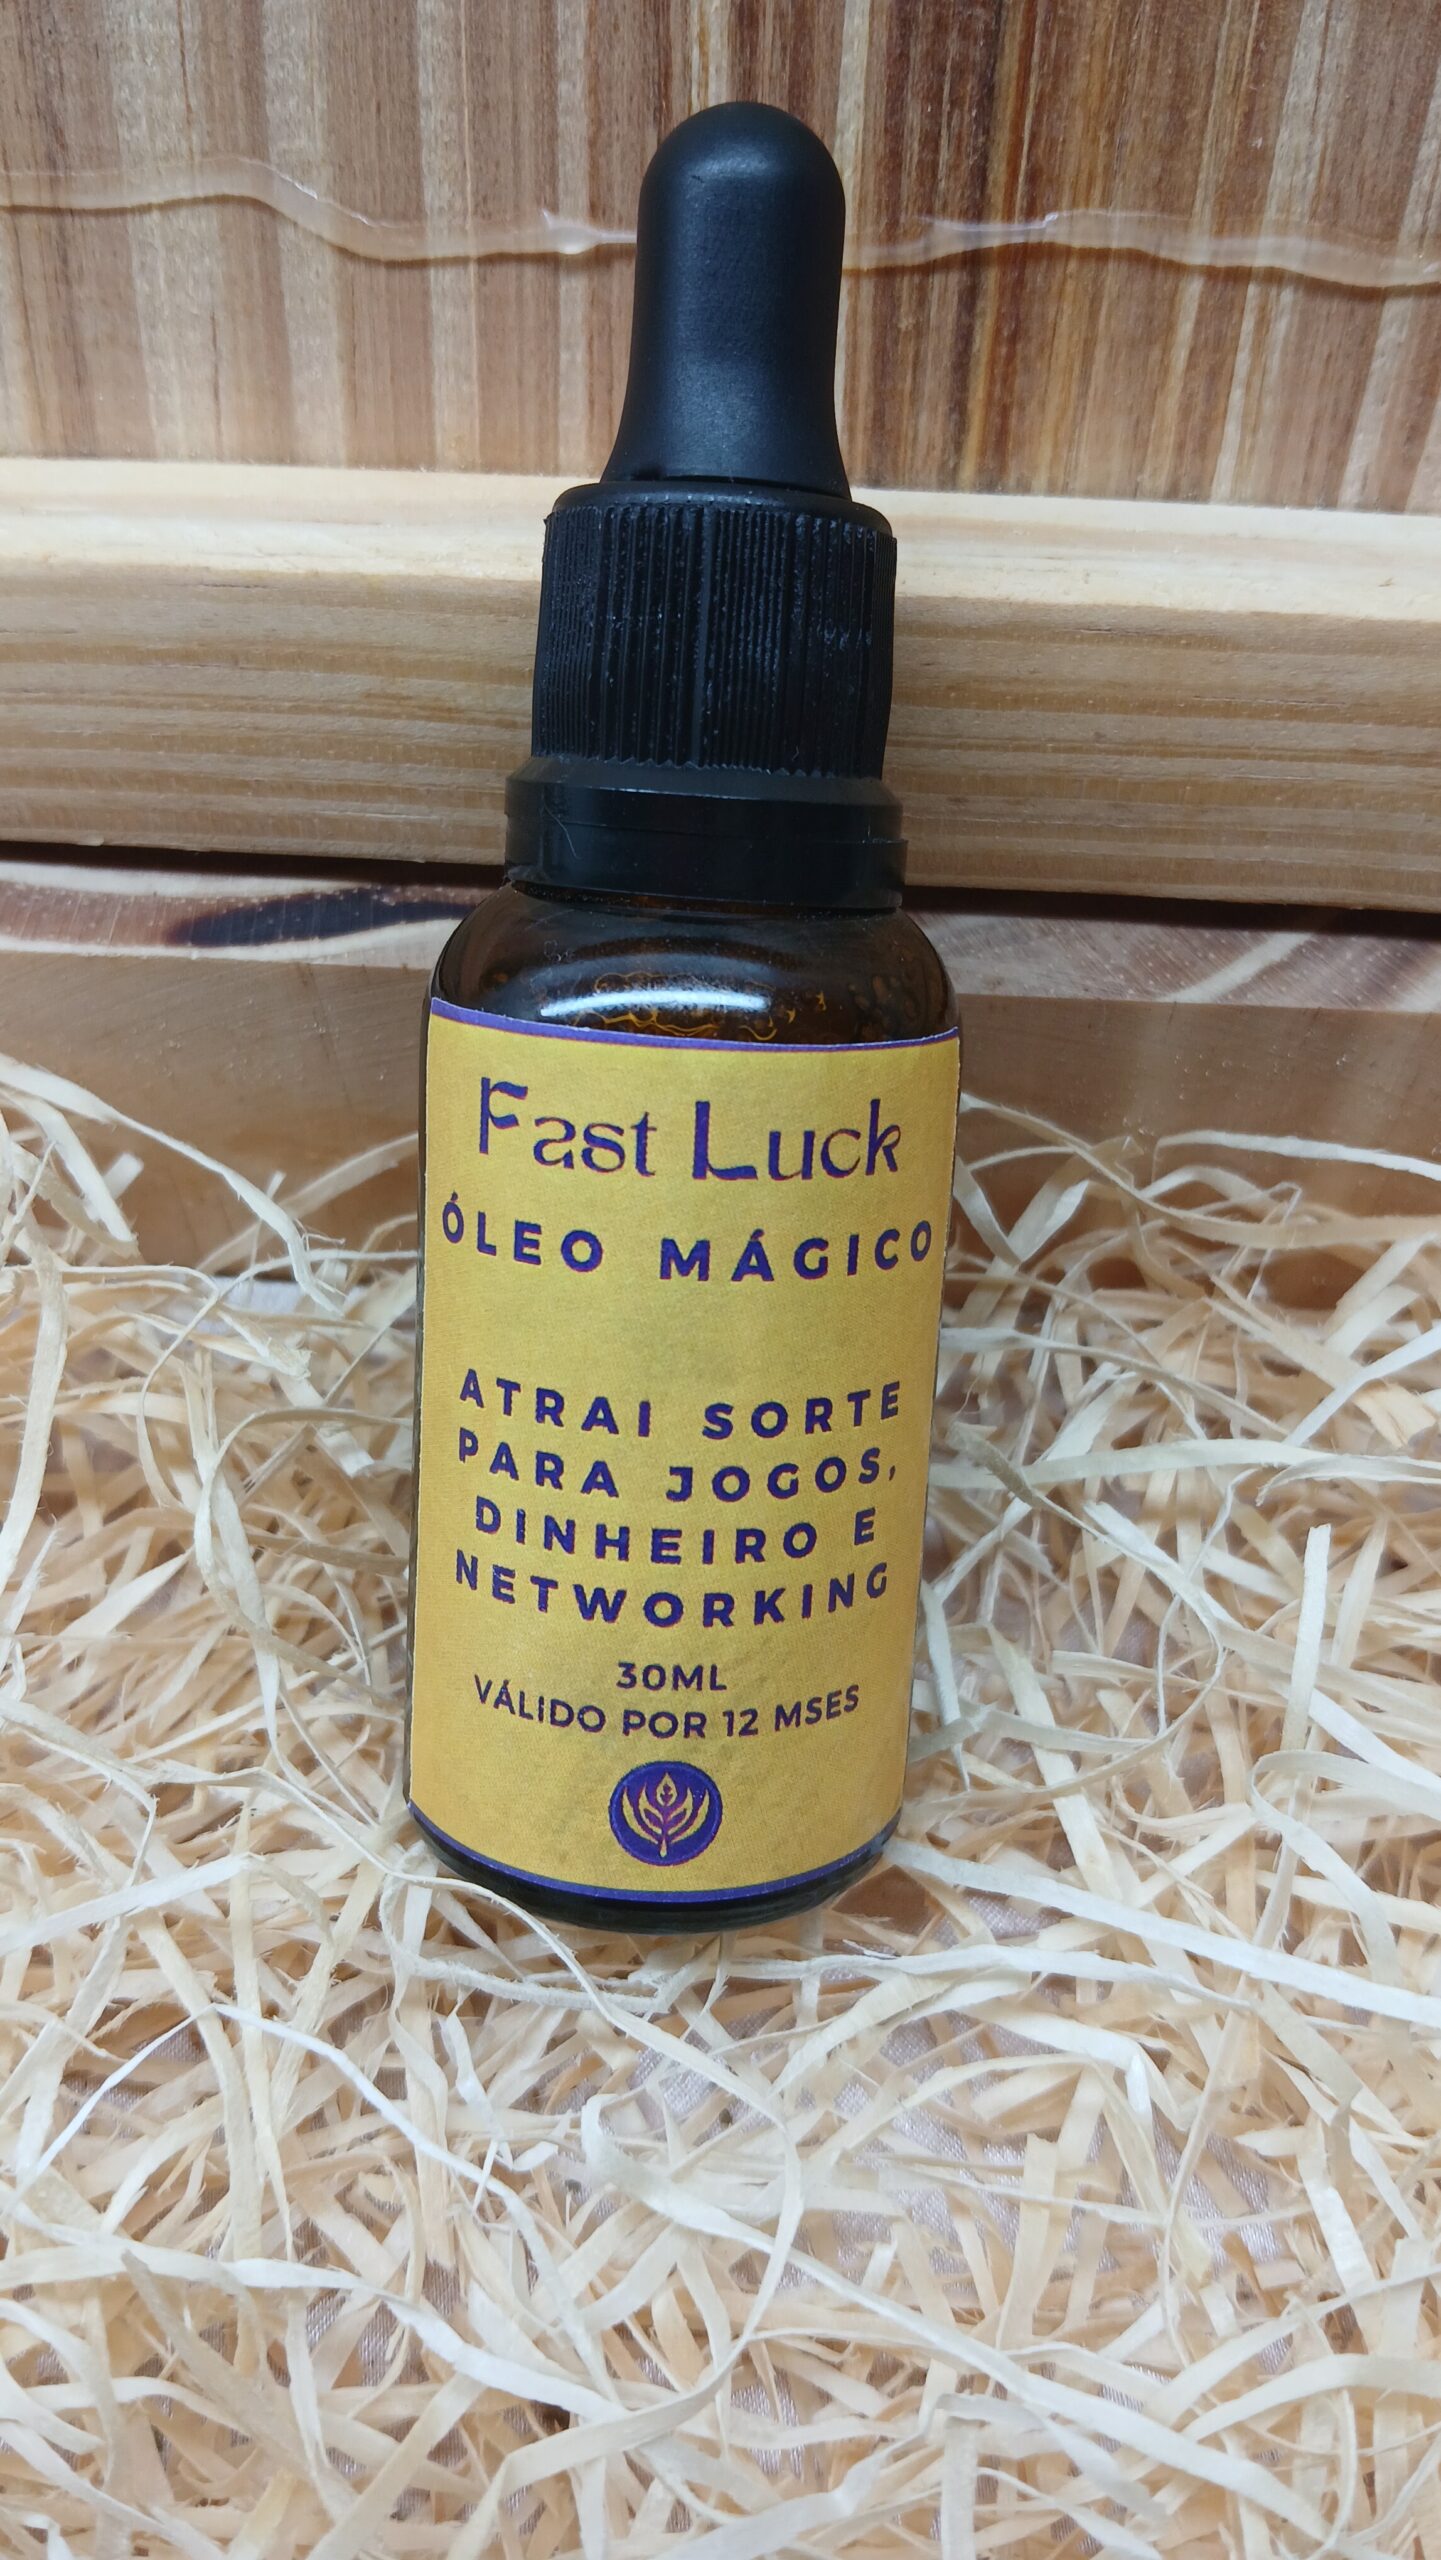 Fast Luck
ÓLEO MÁGICO
ATRAI SORTE
PARA JOGOS,
DINHEIRO E
NETWORKING
30ML
VÁLIDO POR 12 MSES